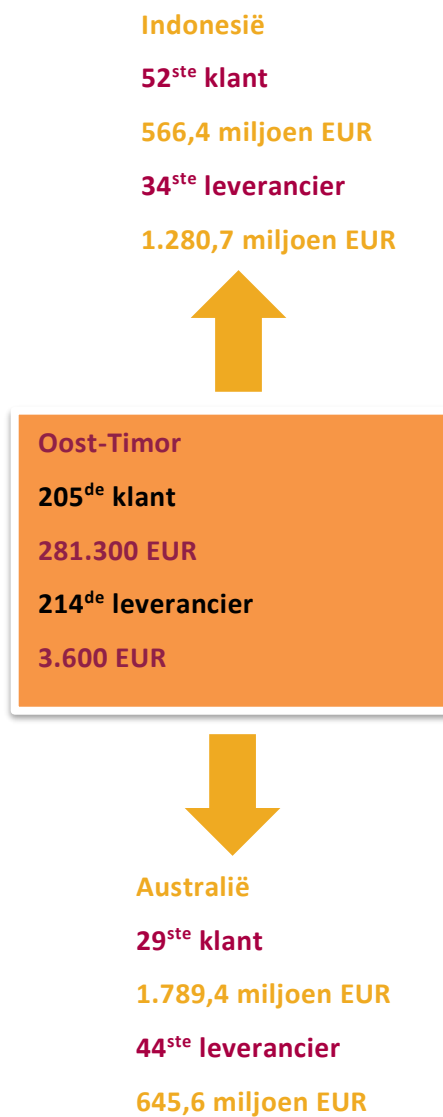 Indonesië
52ste klant
566,4 miljoen EUR
34ste leverancier
1.280,7 miljoen EUR
Oost-Timor
205de klant
281.300 EUR
214de leverancier
3.600 EUR
Australië
29ste klant
1.789,4 miljoen EUR
44ste leverancier
645,6 miljoen EUR